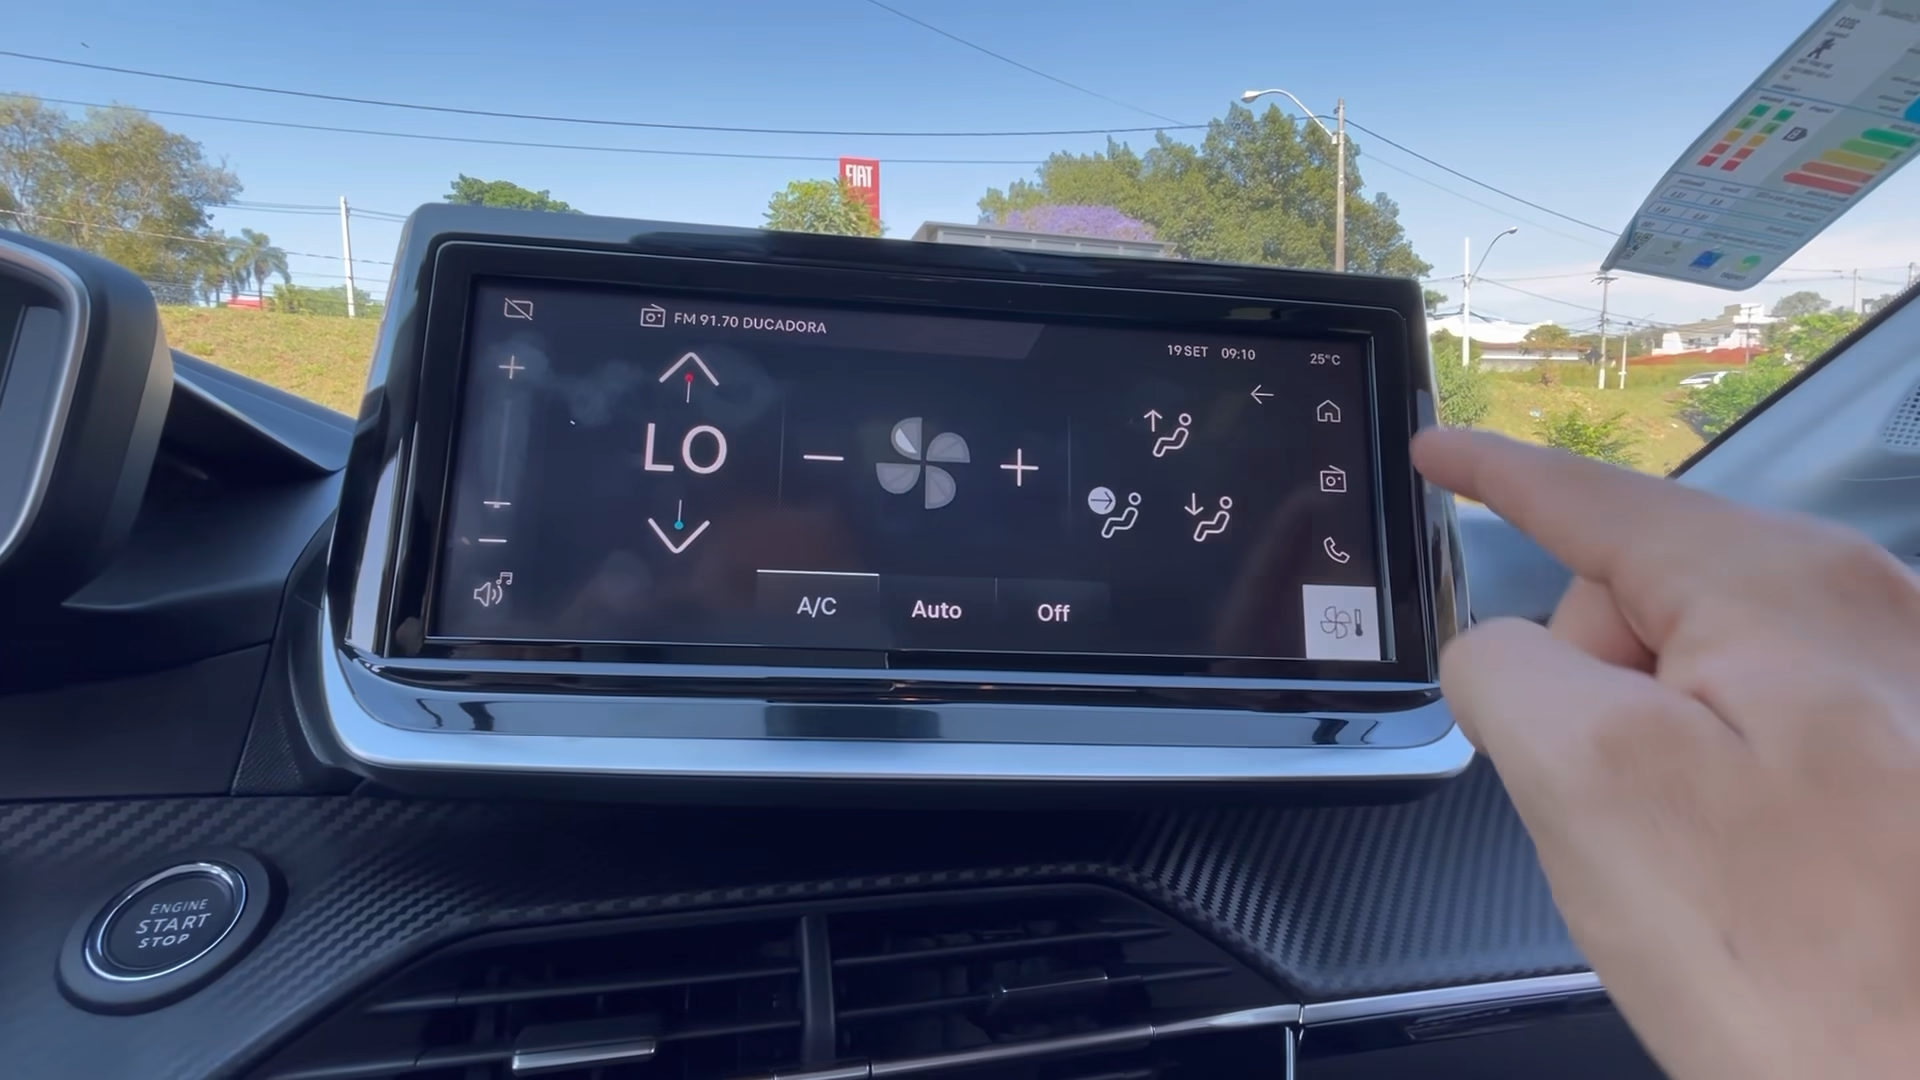 FIAT
FM 91.70 DUCADORA
19 SET 09:10
25°C
LO
A/C
Auto
Off
ENGINE
START
STOP